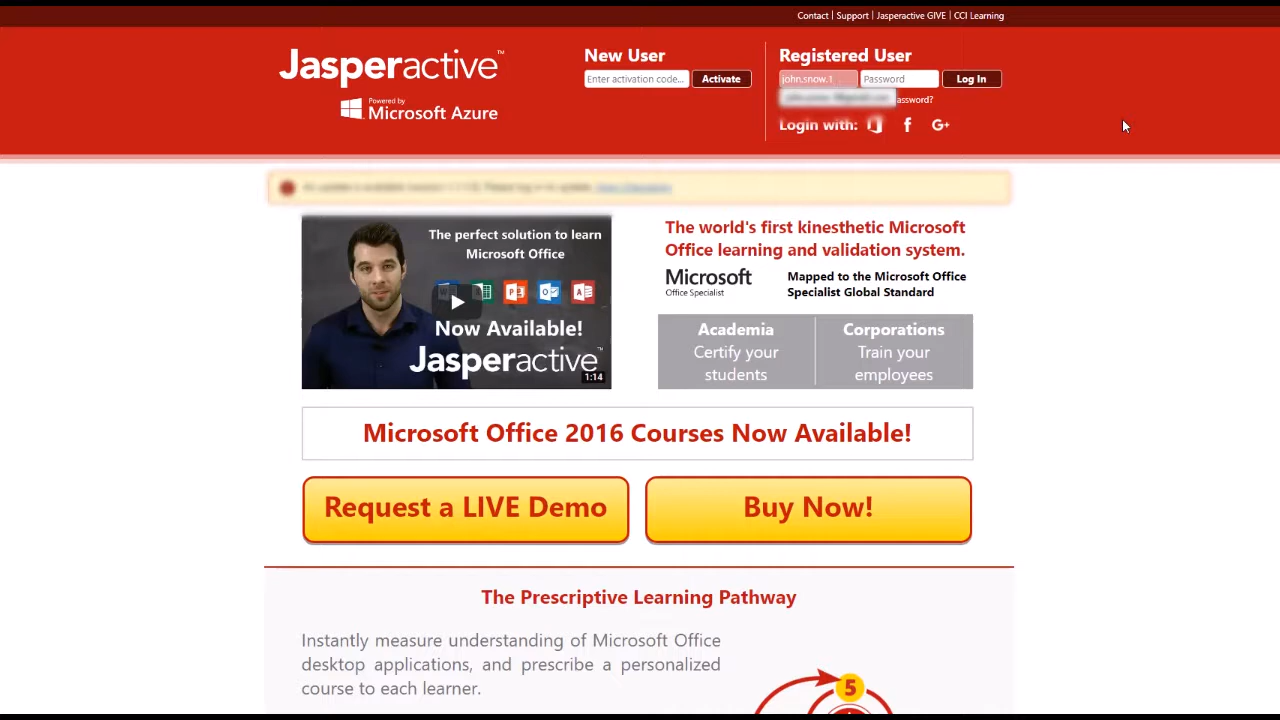 Contact | Support | Jasperactive GIVE | CCI Learning
Jasperactive™
Powered by
Microsoft Azure
New User
Enter activation code...
Activate
Registered User
john.snow.1
Password
Log In
assword?
Login with:
G+
The perfect solution to learn
Microsoft Office
Now Available!
Jasperactive™
1:14
The world's first kinesthetic Microsoft
Office learning and validation system.
Microsoft
Office Specialist
Mapped to the Microsoft Office
Specialist Global Standard
Academia
Certify your
students
Corporations
Train your
employees
Microsoft Office 2016 Courses Now Available!
Request a LIVE Demo
Buy Now!
The Prescriptive Learning Pathway
Instantly measure understanding of Microsoft Office
desktop applications, and prescribe a personalized
course to each learner.
5